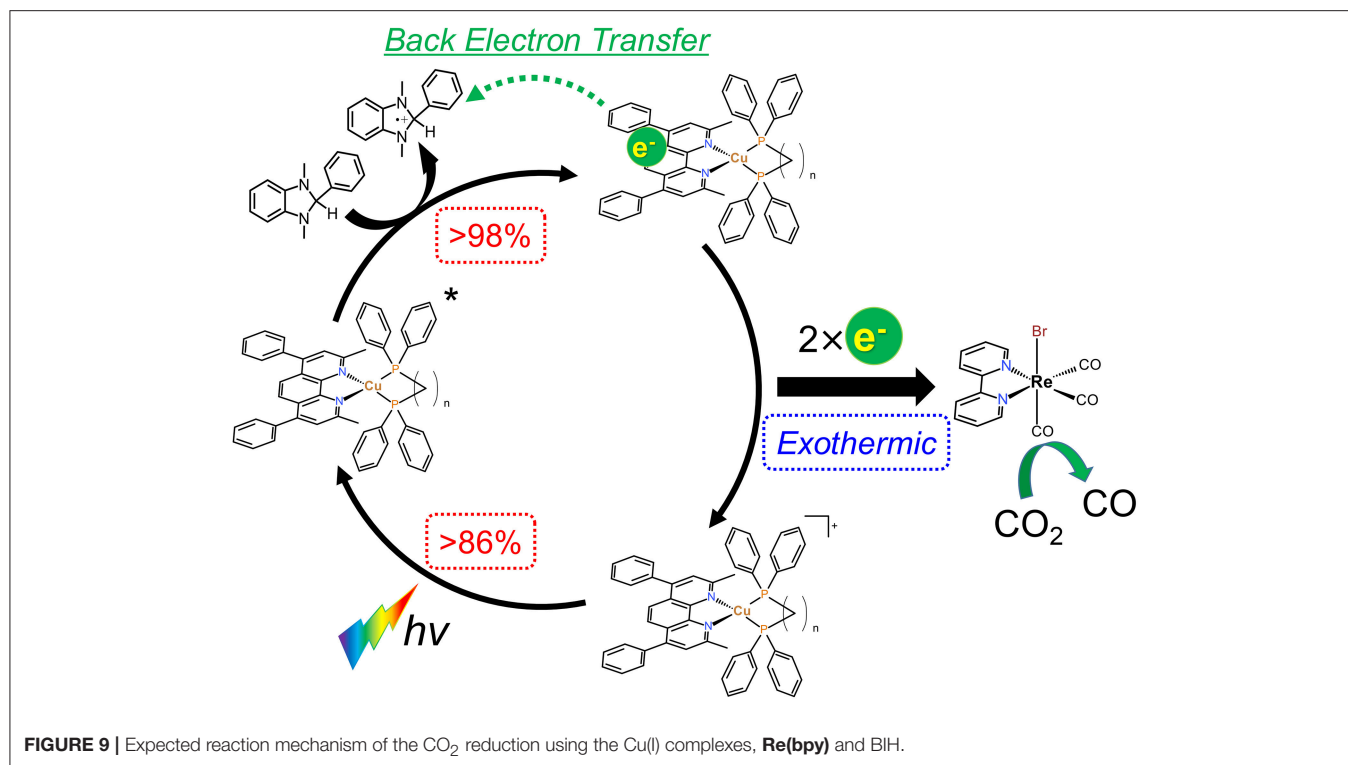 Back Electron Transfer
N
•+
H
N
N
H
N
e-
N
N
Cu
P
P
( ) n
>98%
*
N
N
Cu
P
P
( ) n
2× e-
Exothermic
Br
N
N
Re
CO
CO
CO
CO2
CO
>86%
hν
+
N
N
Cu
P
P
( ) n
FIGURE 9 | Expected reaction mechanism of the CO2 reduction using the Cu(I) complexes, Re(bpy) and BIH.